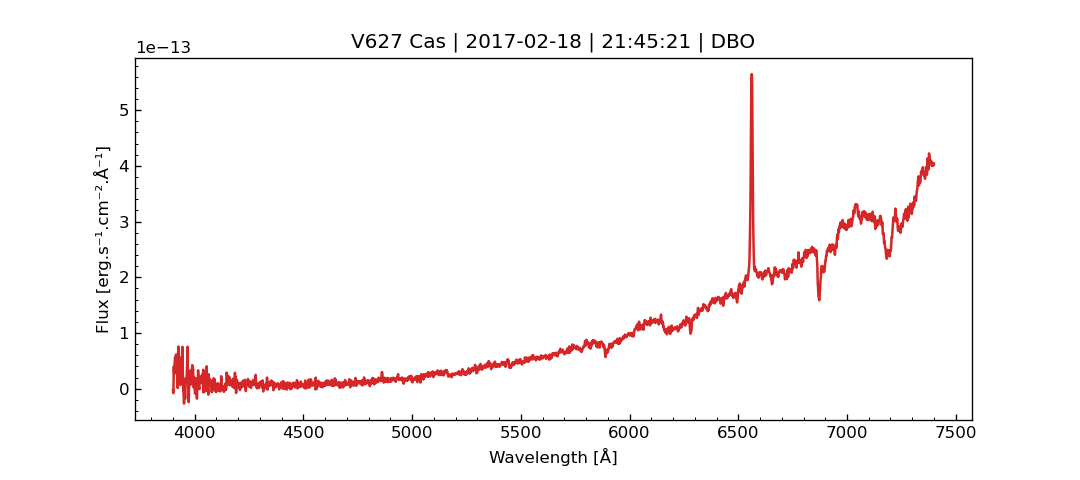 V627 Cas | 2017-02-18 | 21:45:21 | DBO
1e−13
5
4
3
2
1
0
Flux [erg.s⁻¹.cm⁻².Å⁻¹]
4000 4500 5000 5500 6000 6500 7000 7500
Wavelength [Å]